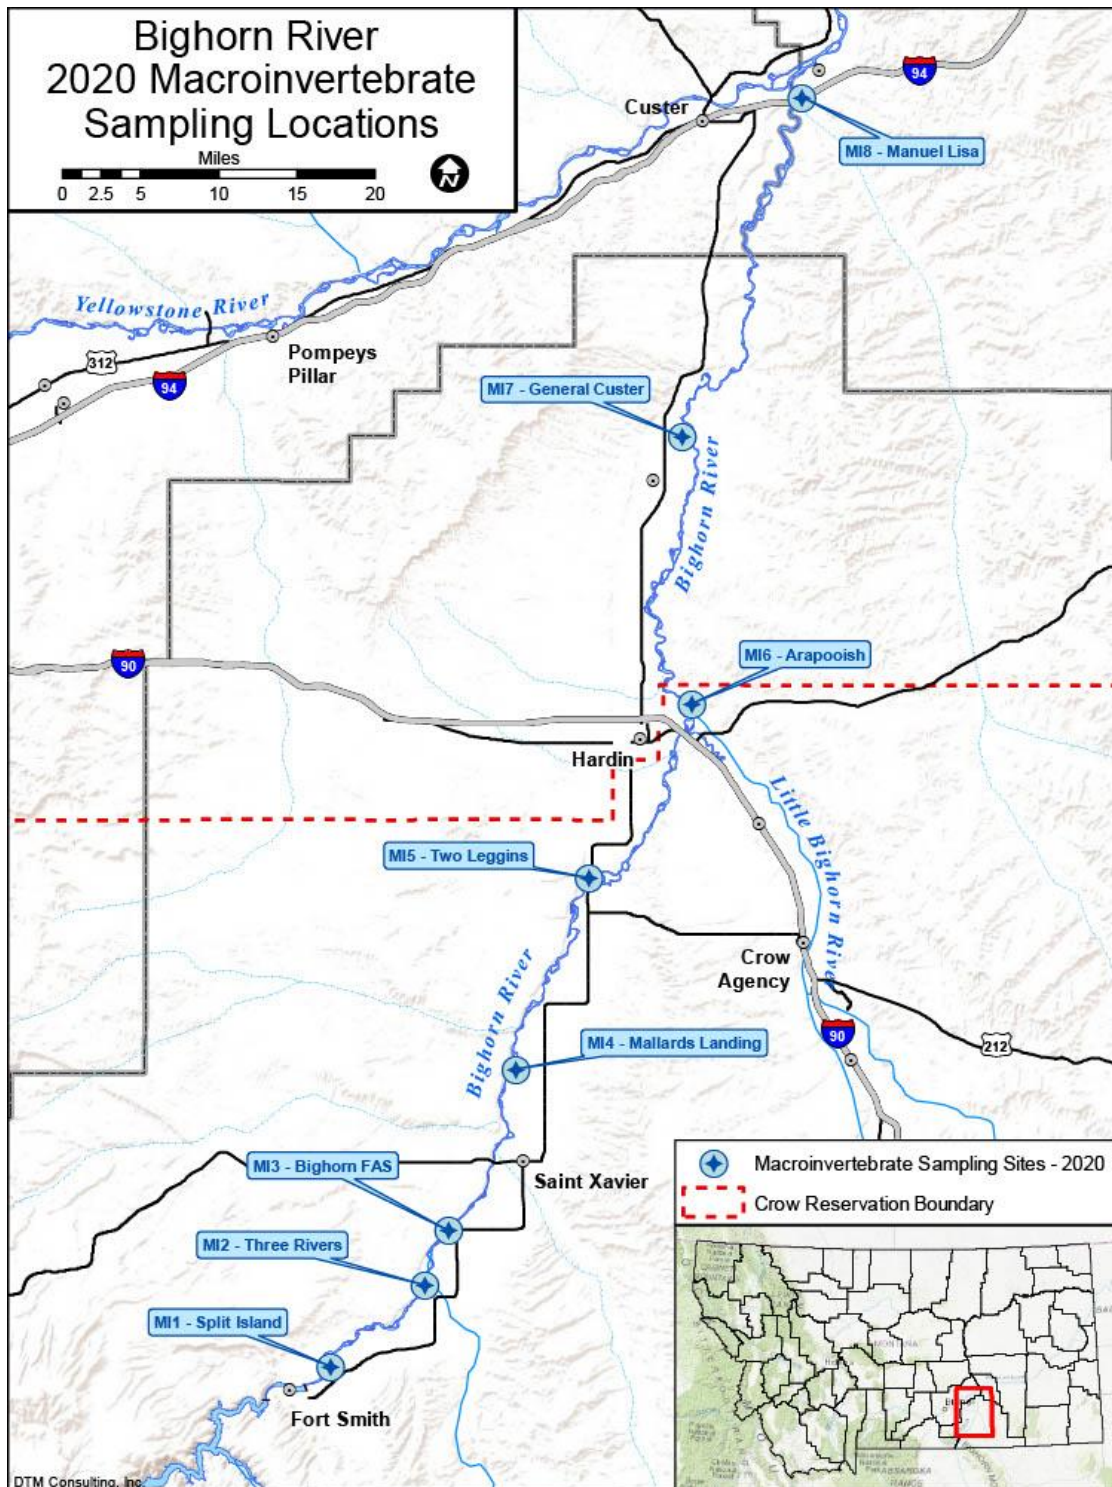 Bighorn River
2020 Macroinvertebrate
Sampling Locations
Miles
0 2.5 5 10 15 20
N
94
Custer
MI8 - Manuel Lisa
Yellowstone River
312
Pompeys
Pillar
94
MI7 - General Custer
Bighorn River
MI6 - Arapooish
90
Hardin
Little Bighorn River
MI5 - Two Leggins
Crow
Agency
Bighorn River
90
212
MI4 - Mallards Landing
MI3 - Bighorn FAS
Saint Xavier
MI2 - Three Rivers
MI1 - Split Island
Fort Smith
Macroinvertebrate Sampling Sites - 2020
Crow Reservation Boundary
MONTANA
RANGE
DTM Consulting, Inc.